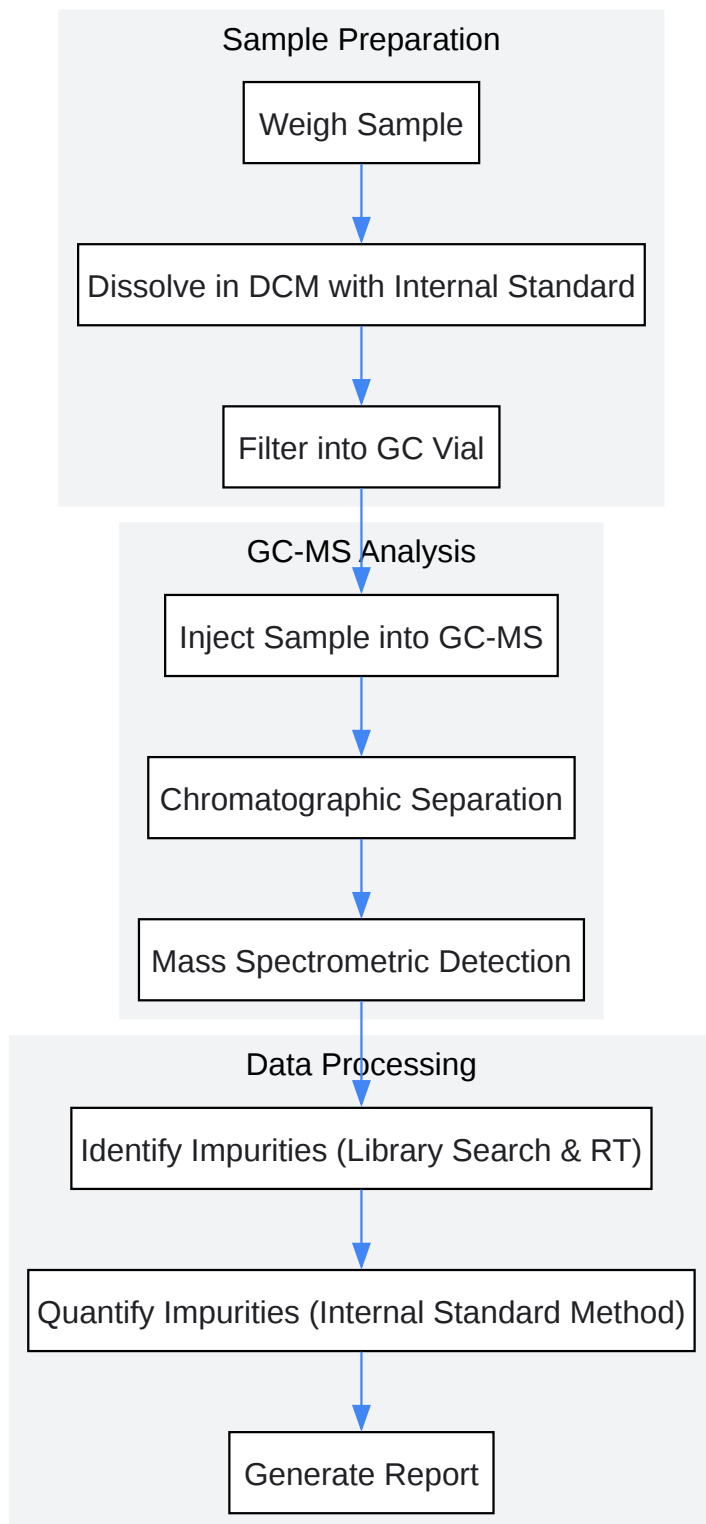 Sample Preparation
Weigh Sample
Dissolve in DCM with Internal Standard
Filter into GC Vial
GC-MS Analysis
Inject Sample into GC-MS
Chromatographic Separation
Mass Spectrometric Detection
Data Processing
Identify Impurities (Library Search & RT)
Quantify Impurities (Internal Standard Method)
Generate Report